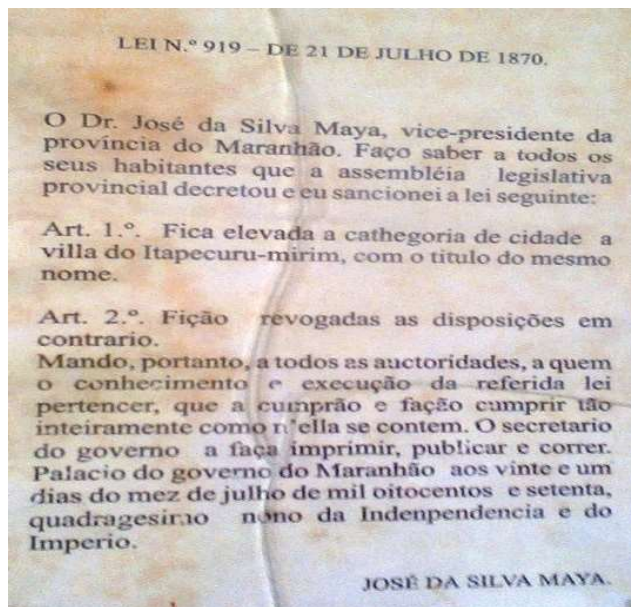 LEI N.º 919 – DE 21 DE JULHO DE 1870.
O Dr. José da Silva Maya, vice-presidente da
província do Maranhão. Faço saber a todos os
seus habitantes que a assembléia legislativa
provincial decretou e eu sancionei a lei seguinte:
Art. 1.º. Fica elevada a cathegoria de cidade a
villa do Itapecuru-mirim, com o titulo do mesmo
nome.
Art. 2.º. Fição revogadas as disposições em
contrario.
Mando, portanto, a todos as auctoridades, a quem
o conhecimento e execução da referida lei
pertencer, que a cumprão e fação cumprir tão
inteiramente como n'ella se contem. O secretario
do governo a faça imprimir, publicar e correr.
Palacio do governo do Maranhão aos vinte e um
dias do mez de julho de mil oitocentos e setenta,
quadragesimo nono da Indenpendencia e do
Imperio.
JOSÉ DA SILVA MAYA.